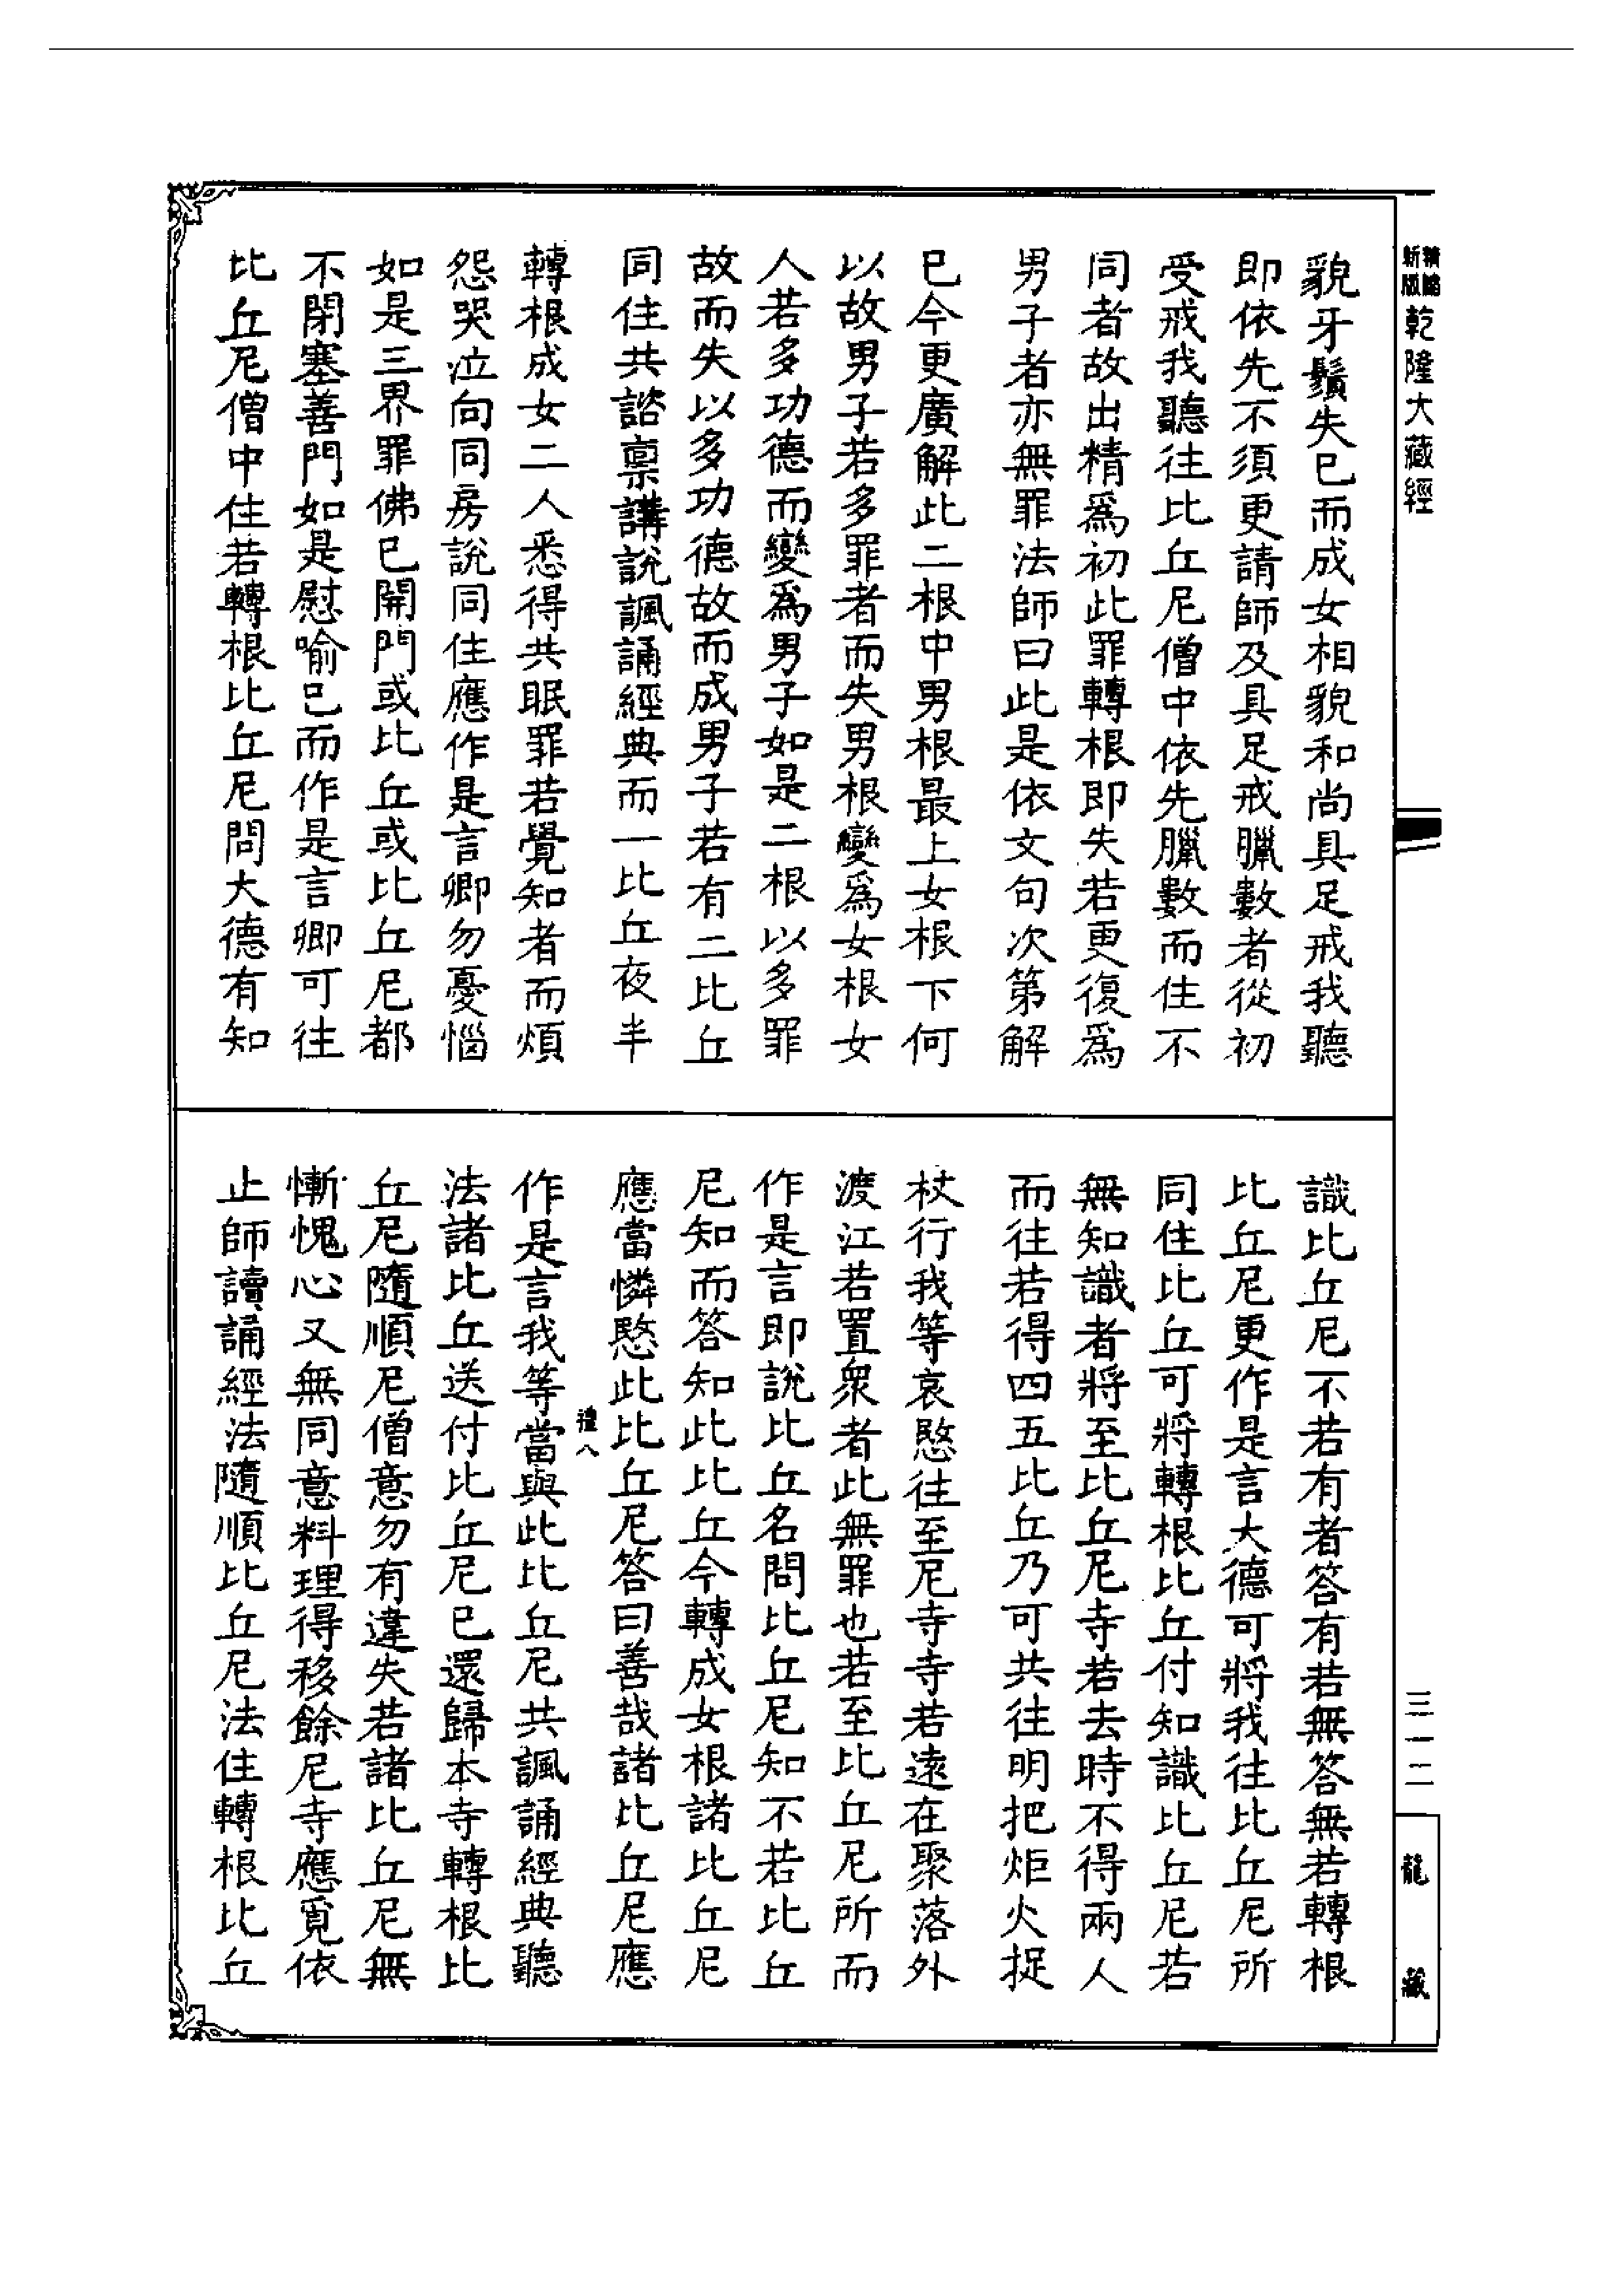 新版
乾隆大藏經
三一二
龍藏
貌牙鬚失已而成女相貌和尚具足戒我聽
即依先不須更請師及具足戒臘數者從初
受戒我聽往比丘尼僧中依先臘數而住不
同者故出精爲初此罪轉根即失若更復爲
男子者亦無罪法師曰此是依文句次第解
已今更廣解此二根中男根最上女根下何
以故男子若多罪者而失男根變爲女根女
人若多功德而變爲男子如是二根以多罪
故而失以多功德故而成男子若有二比丘
同住共諮稟講說諷誦經典而一比丘夜半
轉根成女二人悉得共眠罪若覺知者而煩
怨哭泣向同房說同住應作是言卿勿憂惱
如是三界罪佛已開門或比丘或比丘尼都
不閉塞善門如是慰喻已而作是言卿可往
比丘尼僧中住若轉根比丘尼問大德有知
識比丘尼不若有者答有若無答無若轉根
比丘尼更作是言大德可將我往比丘尼所
同住比丘可將轉根比丘付知識比丘尼若
無知識者將至比丘尼寺若去時不得兩人
而往若得四五比丘乃可共往明把炬火捉
杖行我等哀愍往至尼寺寺若遠在聚落外
渡江若置眾者此無罪也若至比丘尼所而
作是言即說比丘名問比丘尼知不若比丘
尼知而答知此比丘今轉成女根諸比丘尼
應當憐愍此比丘尼答曰善哉諸比丘尼應
禮八
作是言我等當與此比丘尼共諷誦經典聽
法諸比丘送付比丘尼已還歸本寺轉根比
丘尼隨順尼僧意勿有違失若諸比丘尼無
慚愧心又無同意料理得移餘尼寺應覓依
止師讀誦經法隨順比丘尼法住轉根比丘